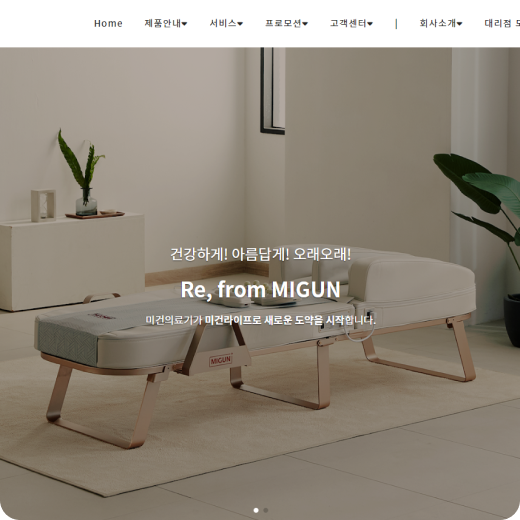 Home 제품안내 서비스 프로모션 고객센터 | 회사소개 대리점
건강하게! 아름답게! 오래오래!
Re, from MIGUN
미건의료기가 미건라이프로 새로운 도약을 시작합니다.
MIGUN